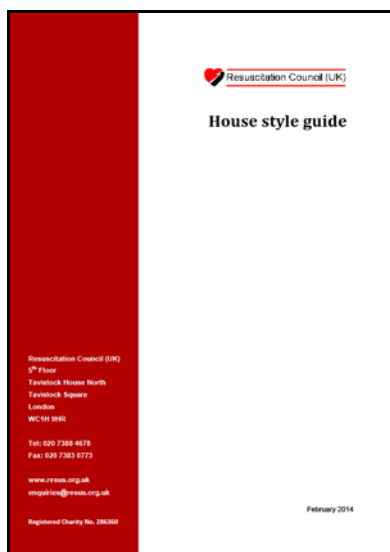 Resuscitation Council (UK)
House style guide
Resuscitation Council (UK)
5th Floor
Tavistock House North
Tavistock Square
London
WC1H 9HR
Tel: 020 7388 4678
Fax: 020 7383 0773
www.resus.org.uk
enquiries@resus.org.uk
Registered Charity No. 286360
February 2014